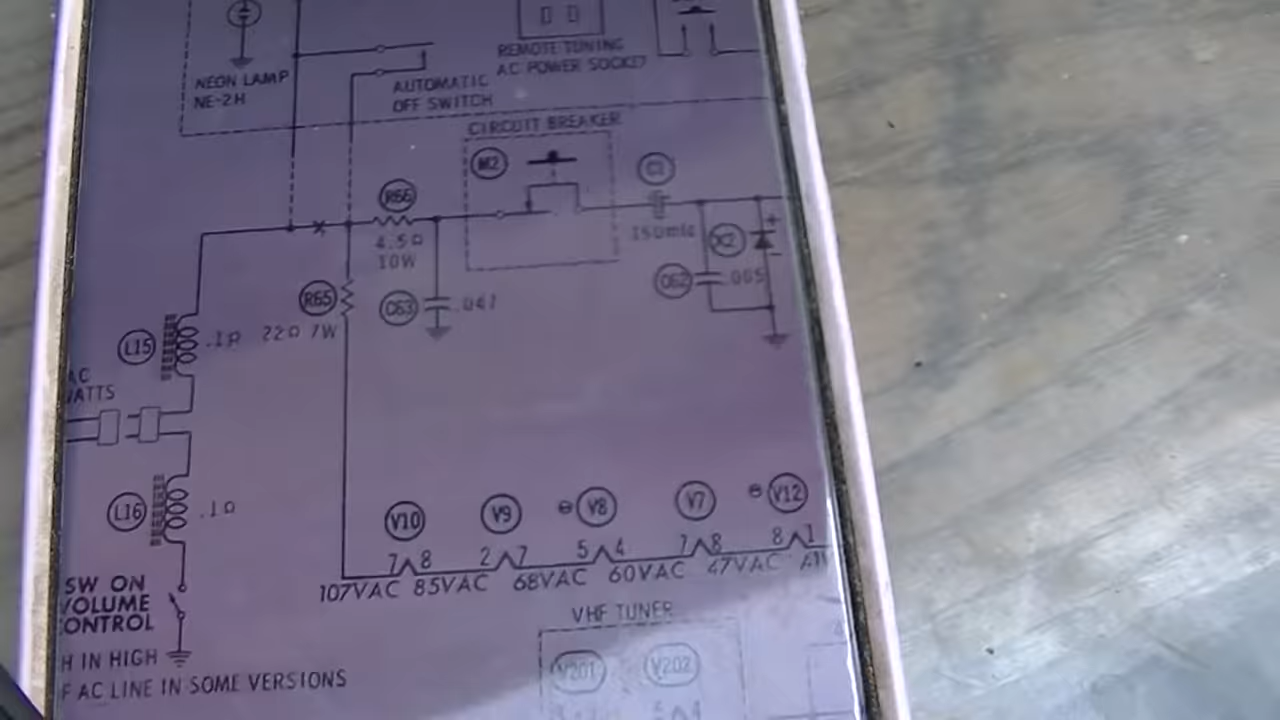 NEON LAMP
NE-2H
AUTOMATIC
OFF SWITCH
REMOTE TUNING
AC POWER SOCKET
CIRCUIT BREAKER
M2
C1
R66
4.5Ω
10W
150mfd
X2
+
-
C62
.005
R65
22Ω 7W
C63
.047
L15
.1Ω
AC
WATTS
L16
.1Ω
V10
V9
V8
V7
V12
7 8
2 7
5 4
7 8
8 1
107VAC
85VAC
68VAC
60VAC
47VAC
SW ON
VOLUME
CONTROL
VHF TUNER
V201
V202
H IN HIGH
F AC LINE IN SOME VERSIONS